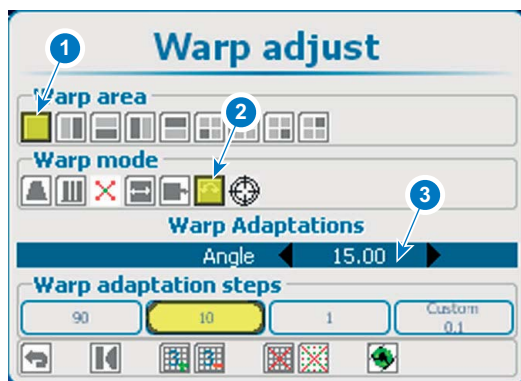 Warp adjust
1
Warp area
2
Warp mode
3
Warp Adaptations
Angle 15.00
Warp adaptation steps
90 10 1 Custom 0.1